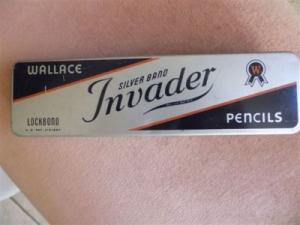 WALLACE
SILVER BAND
Invader
W
LOCKBOND
PENCILS